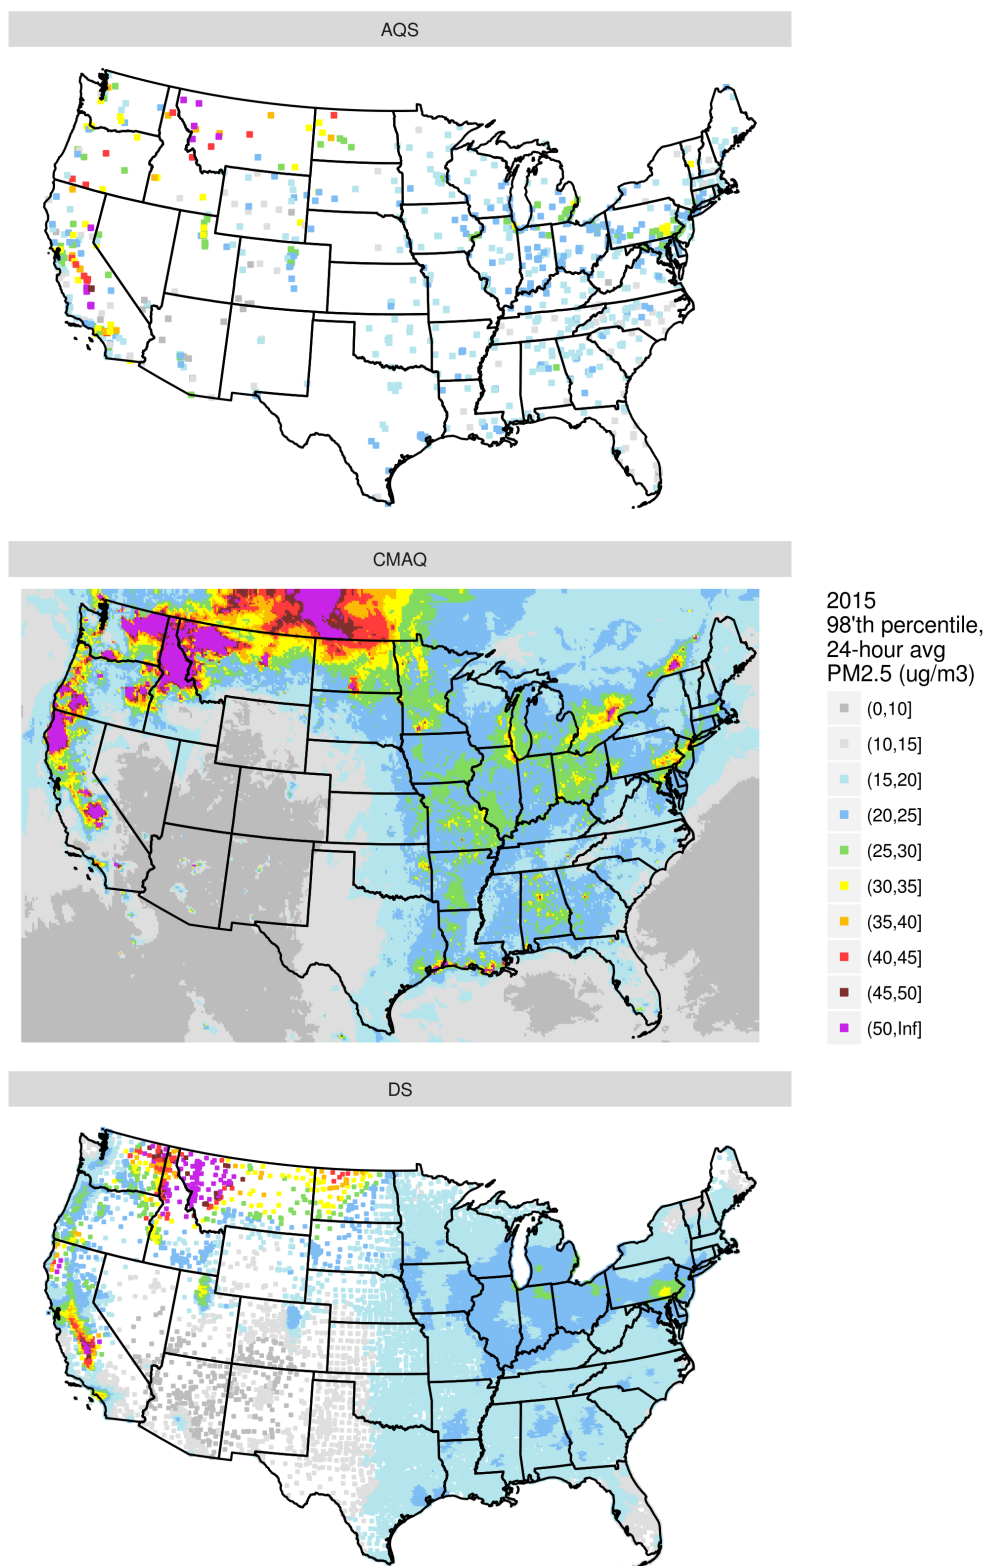 AQS
CMAQ
2015
98'th percentile,
24-hour avg
PM2.5 (ug/m3)
(0,10]
(10,15]
(15,20]
(20,25]
(25,30]
(30,35]
(35,40]
(40,45]
(45,50]
(50,Inf]
DS